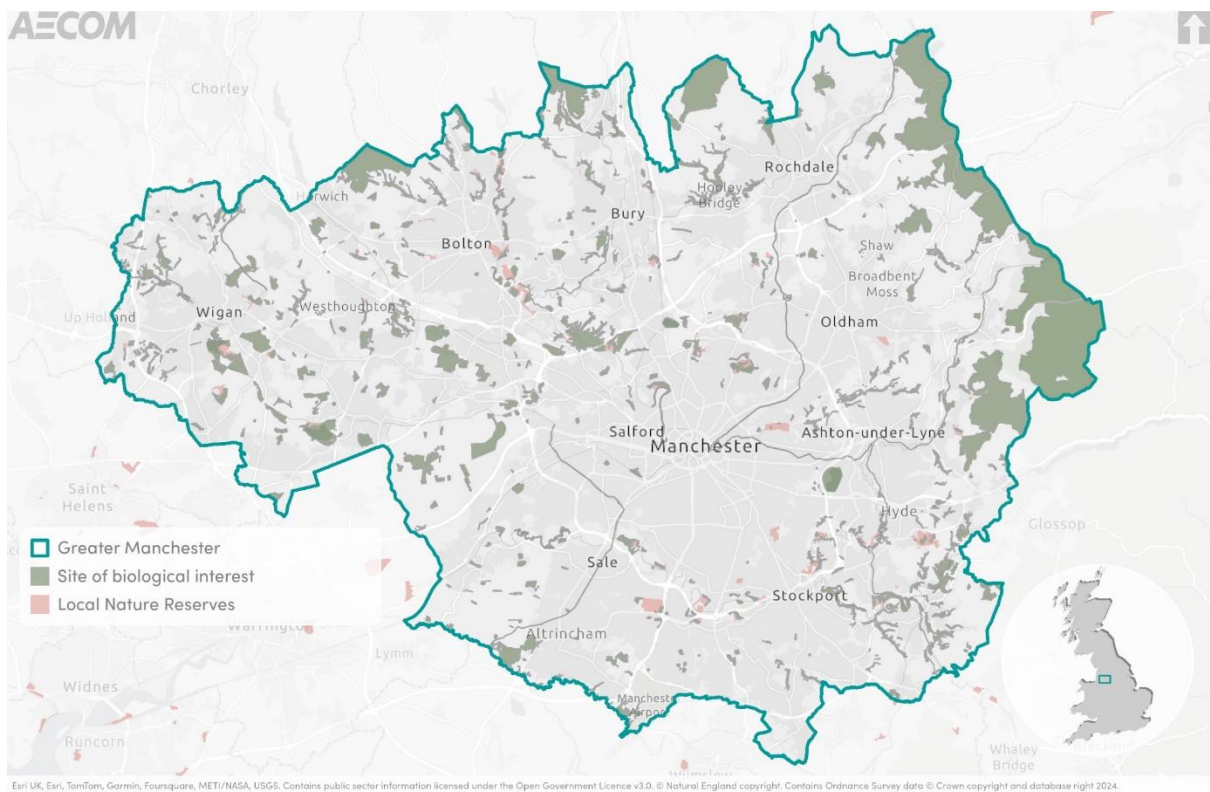 AECOM
Chorley
Rochdale
Horwich
Hooley
Bridge
Bury
Bolton
Shaw
Broadbent
Moss
Up Holland
Wigan
Westhoughton
Oldham
Salford
Manchester
Ashton-under-Lyne
Saint
Helens
Hyde
Glossop
Greater Manchester
Site of biological interest
Local Nature Reserves
Sale
Stockport
Warrington
Altrincham
Lymm
Widnes
Manchester
Airport
Runcorn
Whaley
Bridge
Wilmslow
Esri UK, Esri, TomTom, Garmin, Foursquare, METI/NASA, USGS. Contains public sector information licensed under the Open Government Licence v3.0. © Natural England copyright. Contains Ordnance Survey data © Crown copyright and database right 2024.